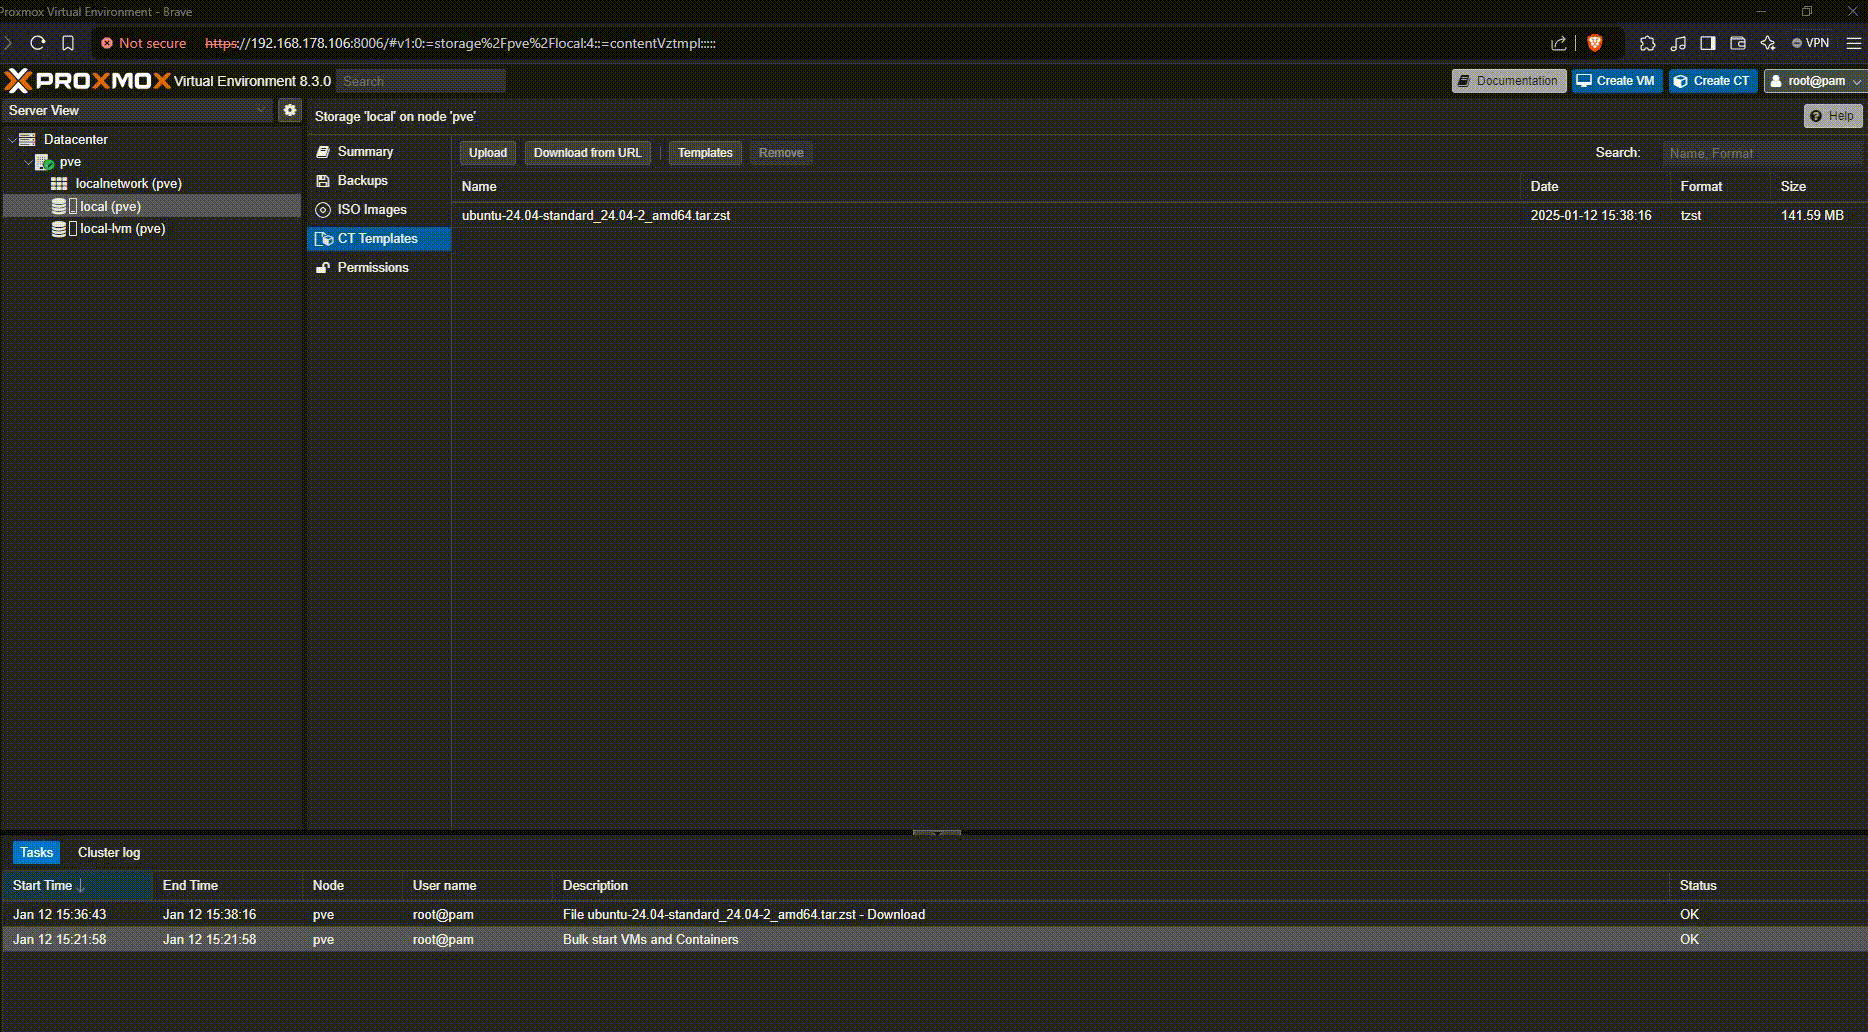 Proxmox Virtual Environment - Brave
Not secure https://192.168.178.106:8006/#v1:0:=storage%2Fpve%2Flocal:4::=contentVztmpl::::: VPN
PROXMOX Virtual Environment 8.3.0 Search Documentation Create VM Create CT root@pam
Server View
Storage 'local' on node 'pve' Help
Datacenter
pve
localnetwork (pve)
local (pve)
local-lvm (pve)
Summary
Backups
ISO Images
CT Templates
Permissions
Upload Download from URL Templates Remove Search: Name, Format
Name Date Format Size
ubuntu-24.04-standard_24.04-2_amd64.tar.zst 2025-01-12 15:38:16 tzst 141.59 MB
Tasks Cluster log
Start Time End Time Node User name Description Status
Jan 12 15:36:43 Jan 12 15:38:16 pve root@pam File ubuntu-24.04-standard_24.04-2_amd64.tar.zst - Download OK
Jan 12 15:21:58 Jan 12 15:21:58 pve root@pam Bulk start VMs and Containers OK